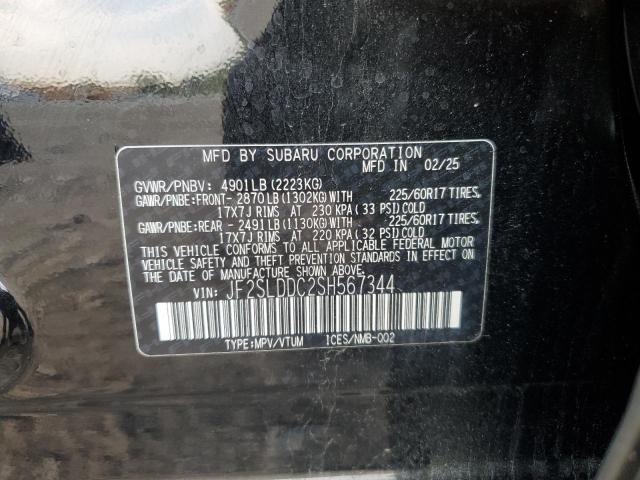 MFD BY SUBARU CORPORATION
MFD IN 02/25
GVWR/PNBV: 4901LB (2223KG)
GAWR/PNBE:FRONT- 2870LB(1302KG)WITH 225/60R17 TIRES,
17X7J RIMS AT 230 KPA (33 PSI)COLD
GAWR/PNBE:REAR - 2491LB(1130KG)WITH 225/60R17 TIRES,
17X7J RIMS AT 220 KPA (32 PSI)COLD
THIS VEHICLE CONFORMS TO ALL APPLICABLE FEDERAL MOTOR
VEHICLE SAFETY AND THEFT PREVENTION STANDARDS IN EFFECT
ON THE DATE OF MANUFACTURE SHOWN ABOVE.
VIN: JF2SLDDC2SH567344
TYPE:MPV/VTUM ICES/NMB-002